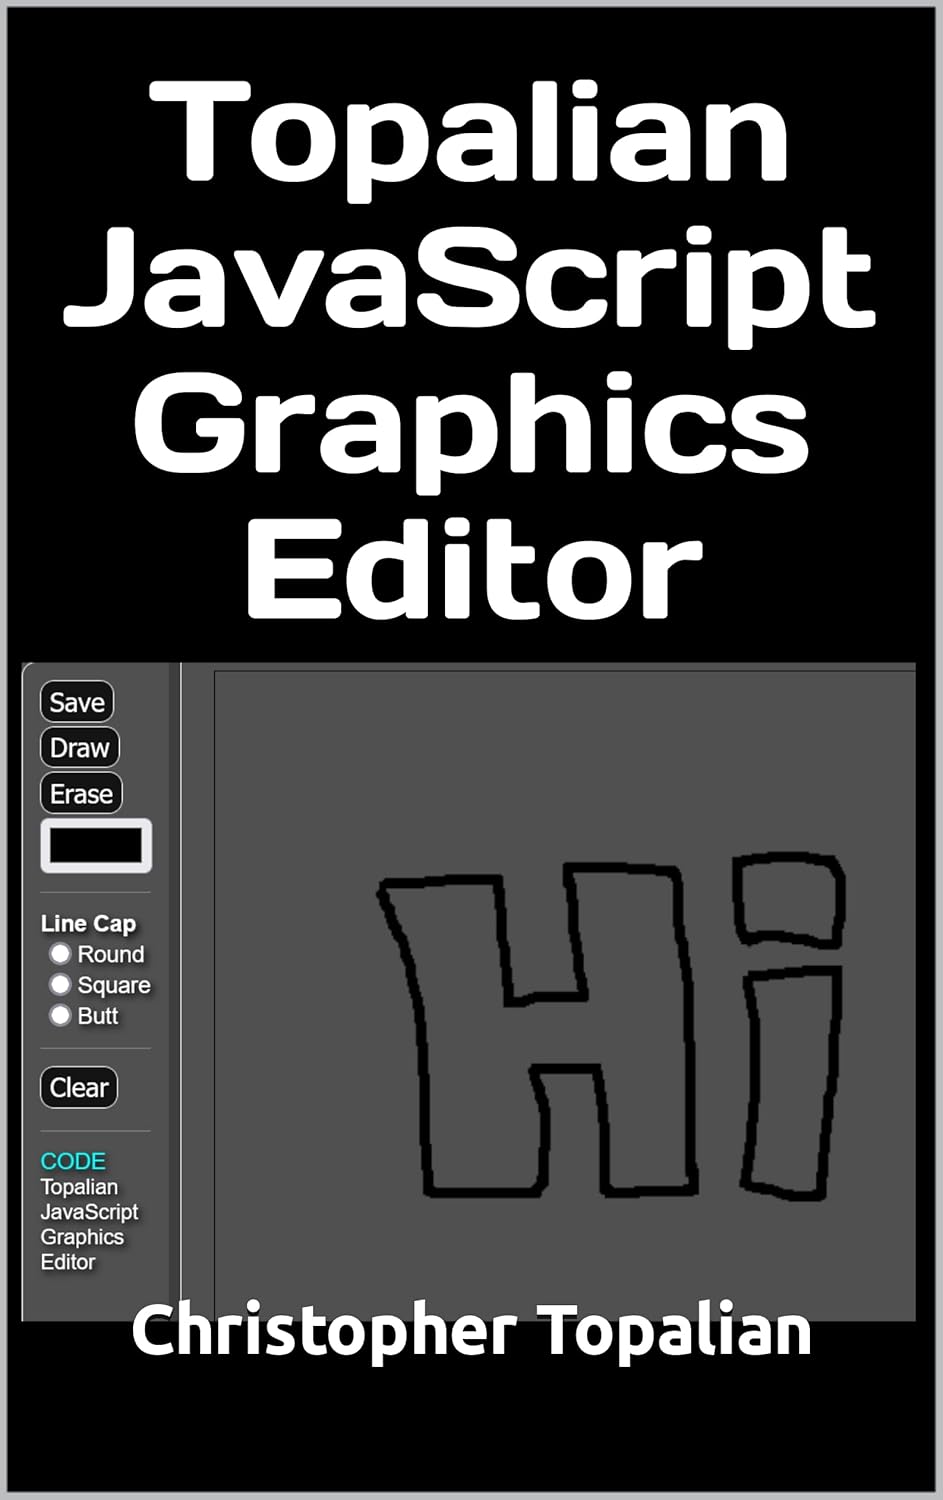 Topalian
JavaScript
Graphics
Editor
Save
Draw
Erase
Line Cap
Round
Square
Butt
Clear
CODE
Topalian
JavaScript
Graphics
Editor
Hi
Christopher Topalian